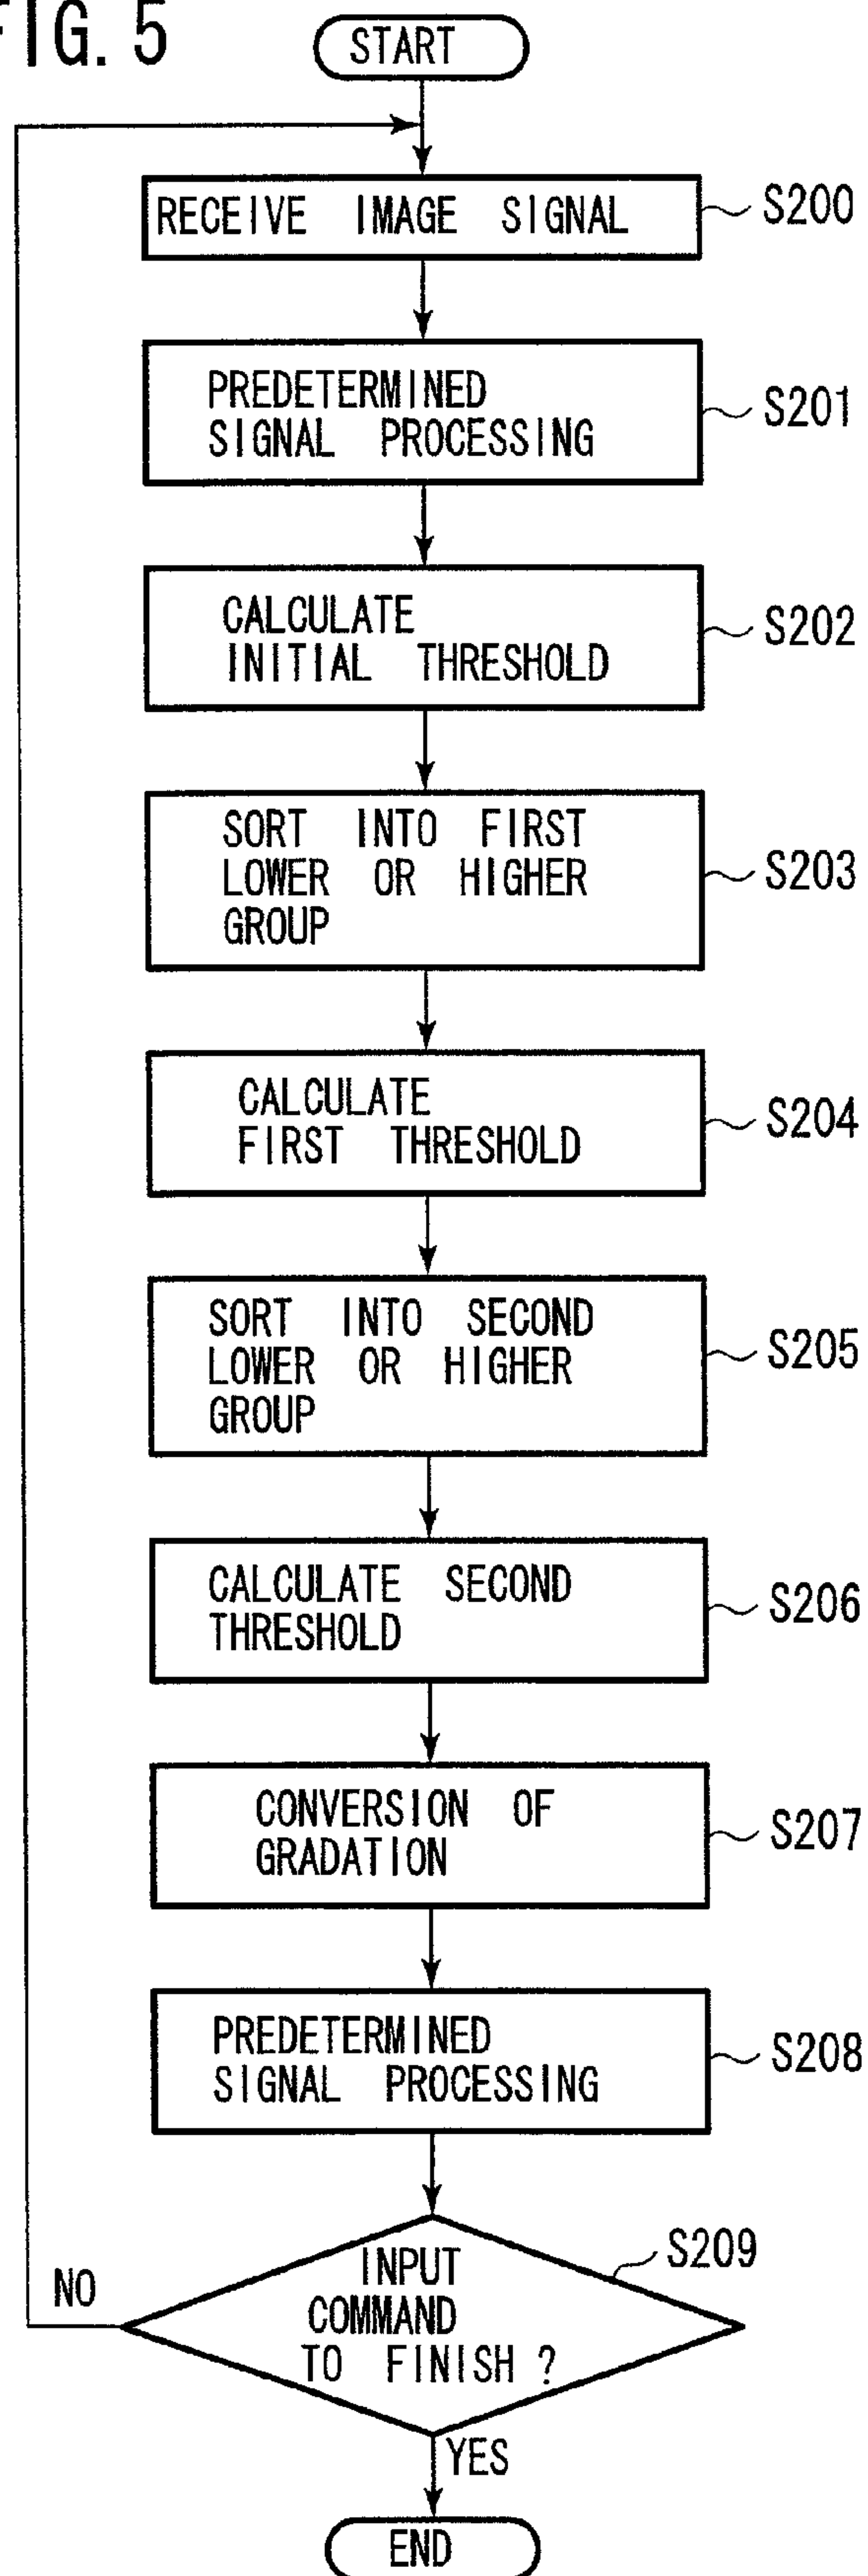 FIG. 5
START
RECEIVE IMAGE SIGNAL
S200
PREDETERMINED
SIGNAL PROCESSING
S201
CALCULATE
INITIAL THRESHOLD
S202
SORT INTO FIRST
LOWER OR HIGHER
GROUP
S203
CALCULATE
FIRST THRESHOLD
S204
SORT INTO SECOND
LOWER OR HIGHER
GROUP
S205
CALCULATE SECOND
THRESHOLD
S206
CONVERSION OF
GRADATION
S207
PREDETERMINED
SIGNAL PROCESSING
S208
INPUT
COMMAND
TO FINISH ?
S209
NO
YES
END